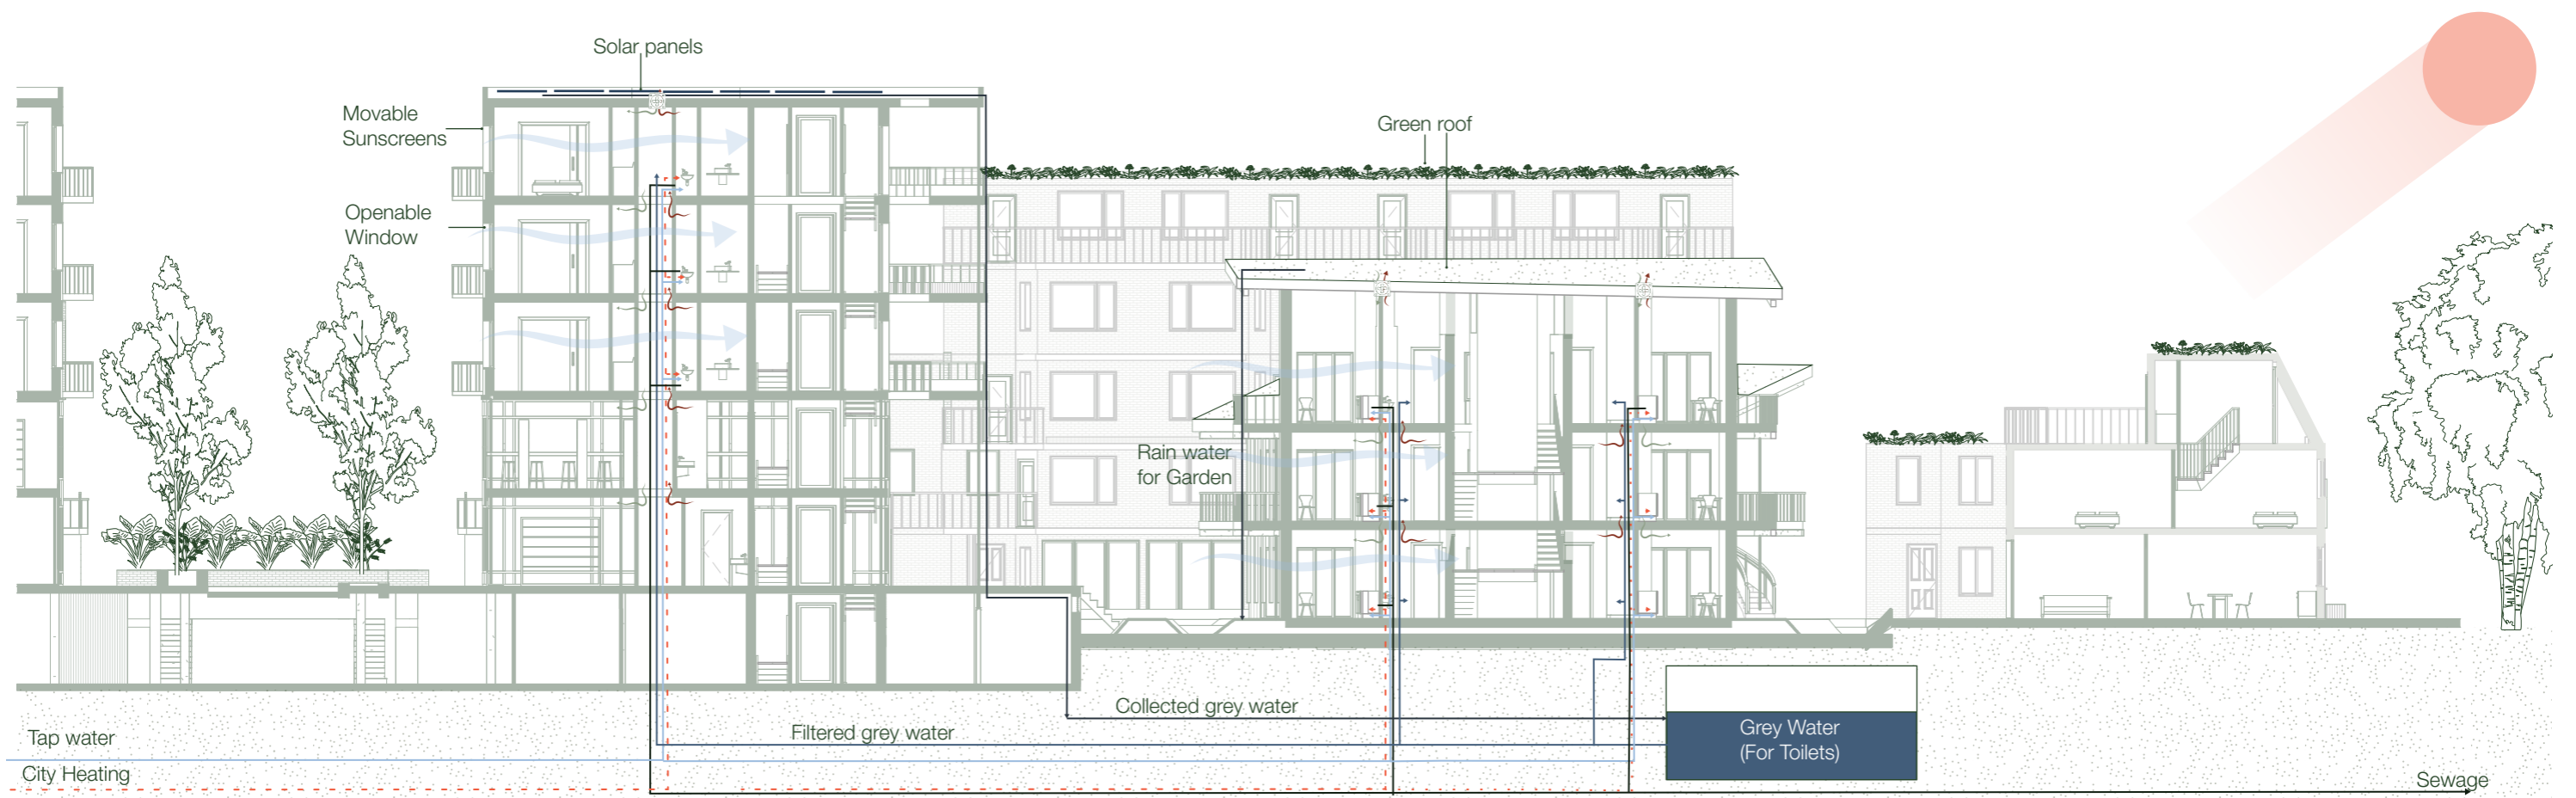 Solar panels
Movable
Sunscreens
Green roof
Openable
Window
Rain water
for Garden
Collected grey water
Filtered grey water
Grey Water
(For Toilets)
Tap water
City Heating
Sewage